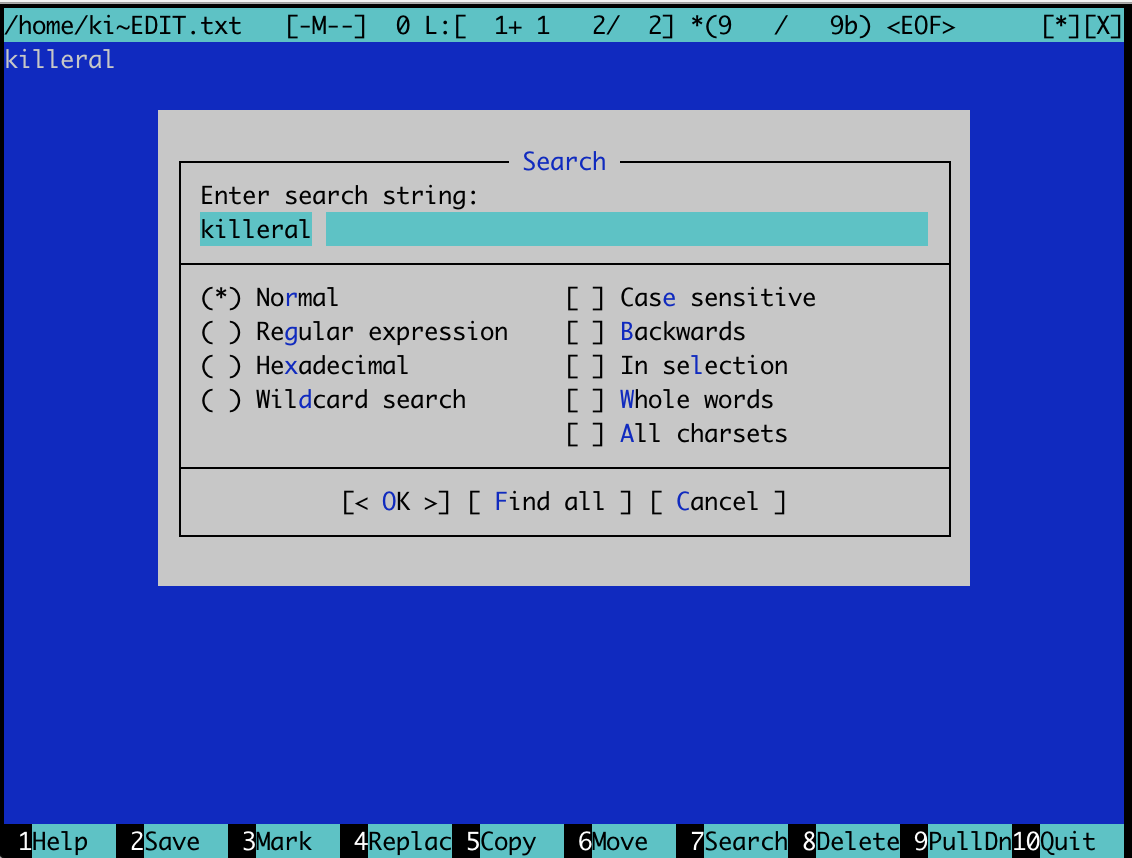 /home/ki~EDIT.txt [-M--] 0 L:[ 1+ 1 2/ 2] *(9 / 9b) <EOF> [*][X]
killeral
Search
Enter search string:
killeral
(*) Normal [ ] Case sensitive
( ) Regular expression [ ] Backwards
( ) Hexadecimal [ ] In selection
( ) Wildcard search [ ] Whole words
[ ] All charsets
[< OK >] [ Find all ] [ Cancel ]
1Help 2Save 3Mark 4Replac 5Copy 6Move 7Search 8Delete 9PullDn 10Quit